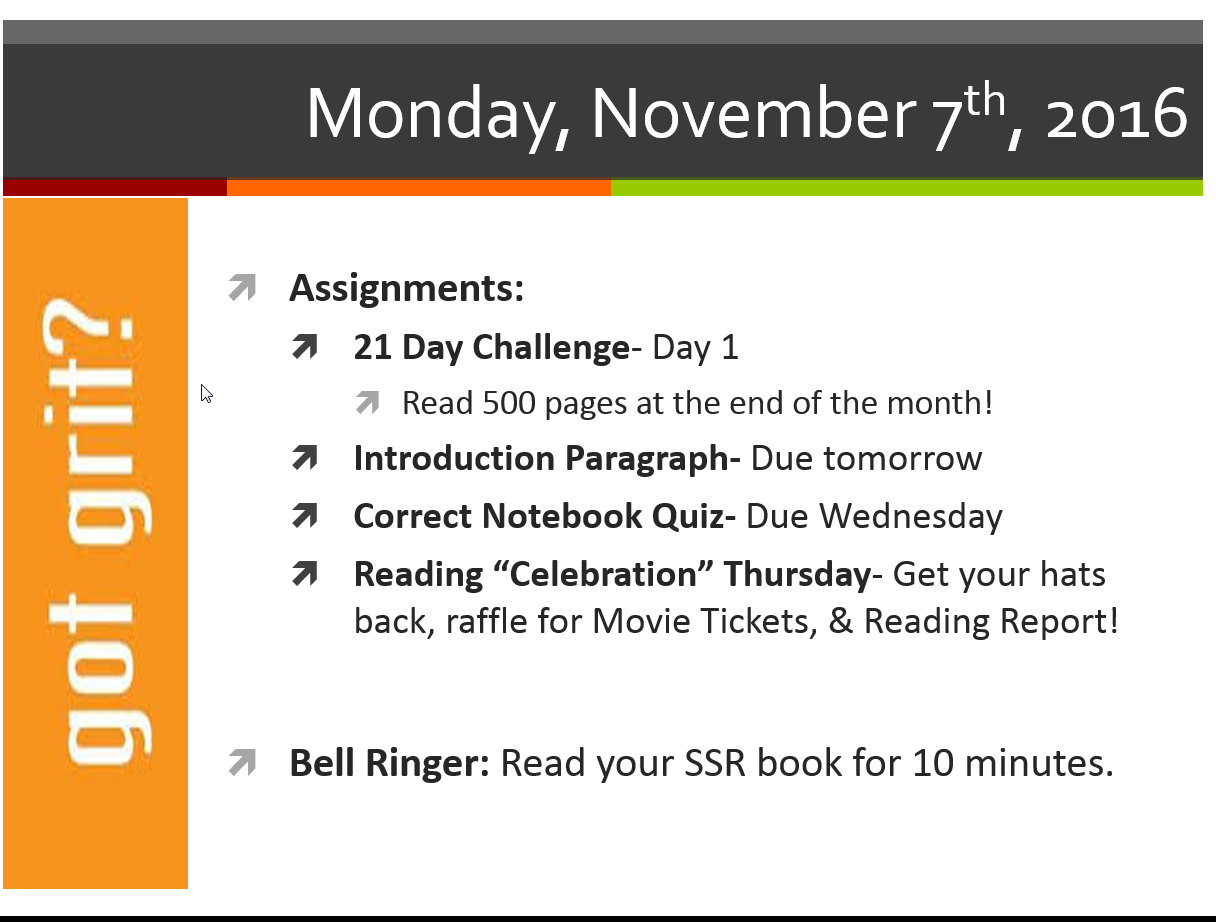 Monday, November 7th, 2016
got grit?
Assignments:
21 Day Challenge- Day 1
Read 500 pages at the end of the month!
Introduction Paragraph- Due tomorrow
Correct Notebook Quiz- Due Wednesday
Reading “Celebration” Thursday- Get your hats
back, raffle for Movie Tickets, & Reading Report!
Bell Ringer: Read your SSR book for 10 minutes.